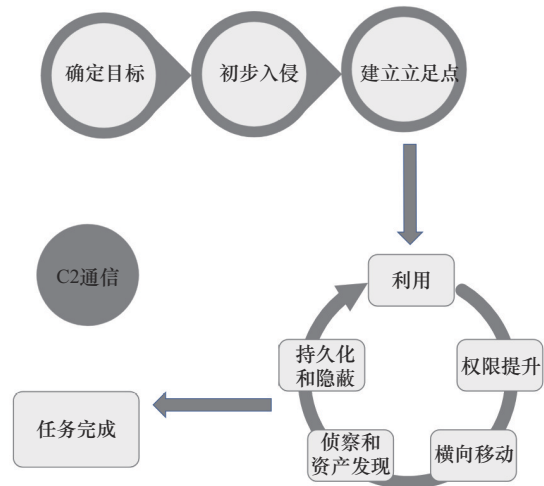 确定目标
初步入侵
建立立足点
C2通信
利用
持久化
和隐蔽
权限提升
任务完成
侦察和
资产发现
横向移动